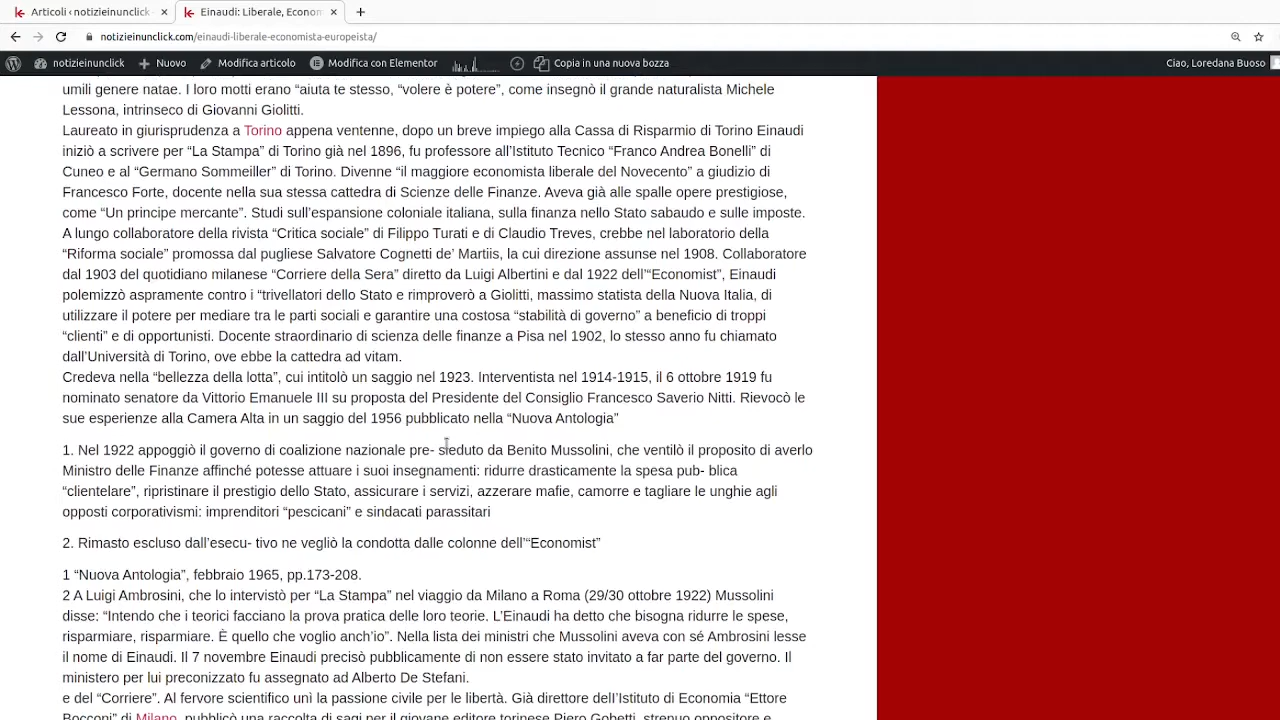 Articoli ‹ notizieinunclick
Einaudi: Liberale, Econom
notizieinunclick.com/einaudi-liberale-economista-europeista/
notizieinunclick
Nuovo
Modifica articolo
Modifica con Elementor
Copia in una nuova bozza
Ciao, Loredana Buoso
umili genere natae. I loro motti erano “aiuta te stesso, “volere è potere”, come insegnò il grande naturalista Michele
Lessona, intrinseco di Giovanni Giolitti.
Laureato in giurisprudenza a Torino appena ventenne, dopo un breve impiego alla Cassa di Risparmio di Torino Einaudi
iniziò a scrivere per “La Stampa” di Torino già nel 1896, fu professore all’Istituto Tecnico “Franco Andrea Bonelli” di
Cuneo e al “Germano Sommeiller” di Torino. Divenne “il maggiore economista liberale del Novecento” a giudizio di
Francesco Forte, docente nella sua stessa cattedra di Scienze delle Finanze. Aveva già alle spalle opere prestigiose,
come “Un principe mercante”. Studi sull’espansione coloniale italiana, sulla finanza nello Stato sabaudo e sulle imposte.
A lungo collaboratore della rivista “Critica sociale” di Filippo Turati e di Claudio Treves, crebbe nel laboratorio della
“Riforma sociale” promossa dal pugliese Salvatore Cognetti de’ Martiis, la cui direzione assunse nel 1908. Collaboratore
dal 1903 del quotidiano milanese “Corriere della Sera” diretto da Luigi Albertini e dal 1922 dell’“Economist”, Einaudi
polemizzò aspramente contro i “trivellatori dello Stato e rimproverò a Giolitti, massimo statista della Nuova Italia, di
utilizzare il potere per mediare tra le parti sociali e garantire una costosa “stabilità di governo” a beneficio di troppi
“clienti” e di opportunisti. Docente straordinario di scienza delle finanze a Pisa nel 1902, lo stesso anno fu chiamato
dall’Università di Torino, ove ebbe la cattedra ad vitam.
Credeva nella “bellezza della lotta”, cui intitolò un saggio nel 1923. Interventista nel 1914-1915, il 6 ottobre 1919 fu
nominato senatore da Vittorio Emanuele III su proposta del Presidente del Consiglio Francesco Saverio Nitti. Rievocò le
sue esperienze alla Camera Alta in un saggio del 1956 pubblicato nella “Nuova Antologia”
1. Nel 1922 appoggiò il governo di coalizione nazionale pre- sieduto da Benito Mussolini, che ventilò il proposito di averlo
Ministro delle Finanze affinché potesse attuare i suoi insegnamenti: ridurre drasticamente la spesa pub- blica
“clientelare”, ripristinare il prestigio dello Stato, assicurare i servizi, azzerare mafie, camorre e tagliare le unghie agli
opposti corporativismi: imprenditori “pescicani” e sindacati parassitari
2. Rimasto escluso dall’esecu- tivo ne vegliò la condotta dalle colonne dell’“Economist”
1 “Nuova Antologia”, febbraio 1965, pp.173-208.
2 A Luigi Ambrosini, che lo intervistò per “La Stampa” nel viaggio da Milano a Roma (29/30 ottobre 1922) Mussolini
disse: “Intendo che i teorici facciano la prova pratica delle loro teorie. L’Einaudi ha detto che bisogna ridurre le spese,
risparmiare, risparmiare. È quello che voglio anch’io”. Nella lista dei ministri che Mussolini aveva con sé Ambrosini lesse
il nome di Einaudi. Il 7 novembre Einaudi precisò pubblicamente di non essere stato invitato a far parte del governo. Il
ministero per lui preconizzato fu assegnato ad Alberto De Stefani.
e del “Corriere”. Al fervore scientifico unì la passione civile per le libertà. Già direttore dell’Istituto di Economia “Ettore
Bocconi” di Milano, pubblicò una raccolta di sagi per il giovane editore torinese Piero Gobetti, strenuo oppositore e